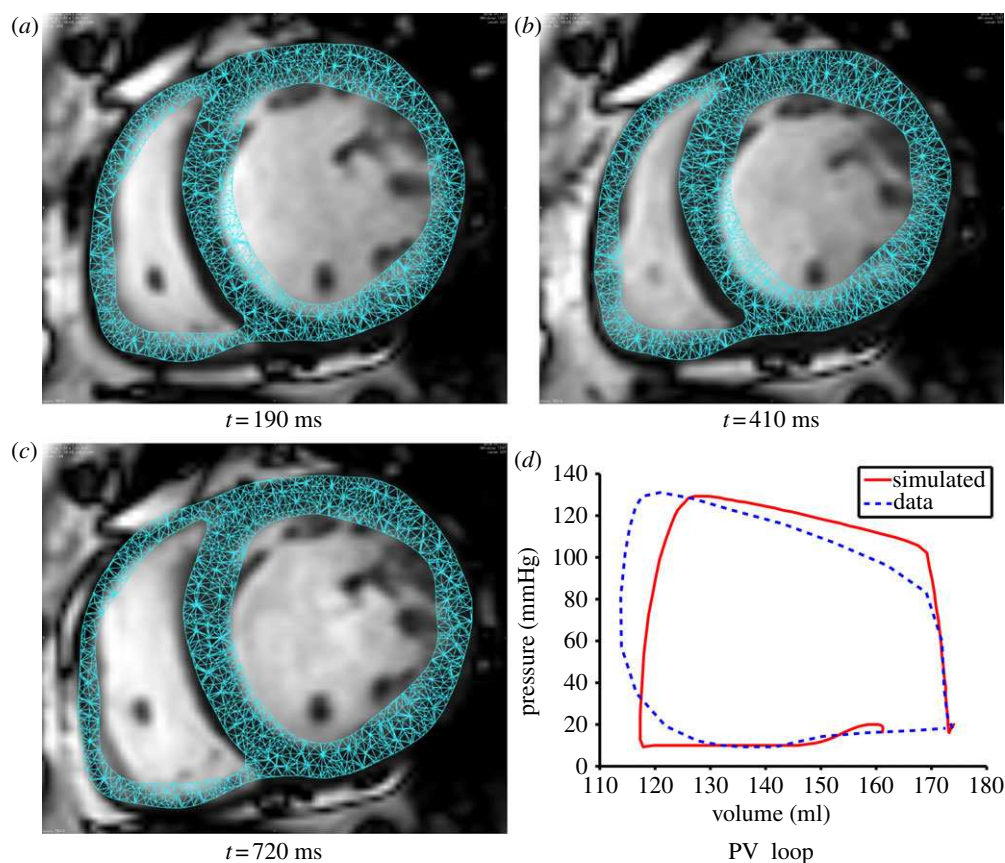 (a)
(b)
t = 190 ms
t = 410 ms
(c)
(d)
140
120
100
80
60
40
20
0
pressure (mmHg)
simulated
data
110 120 130 140 150 160 170 180
volume (ml)
t = 720 ms
PV loop